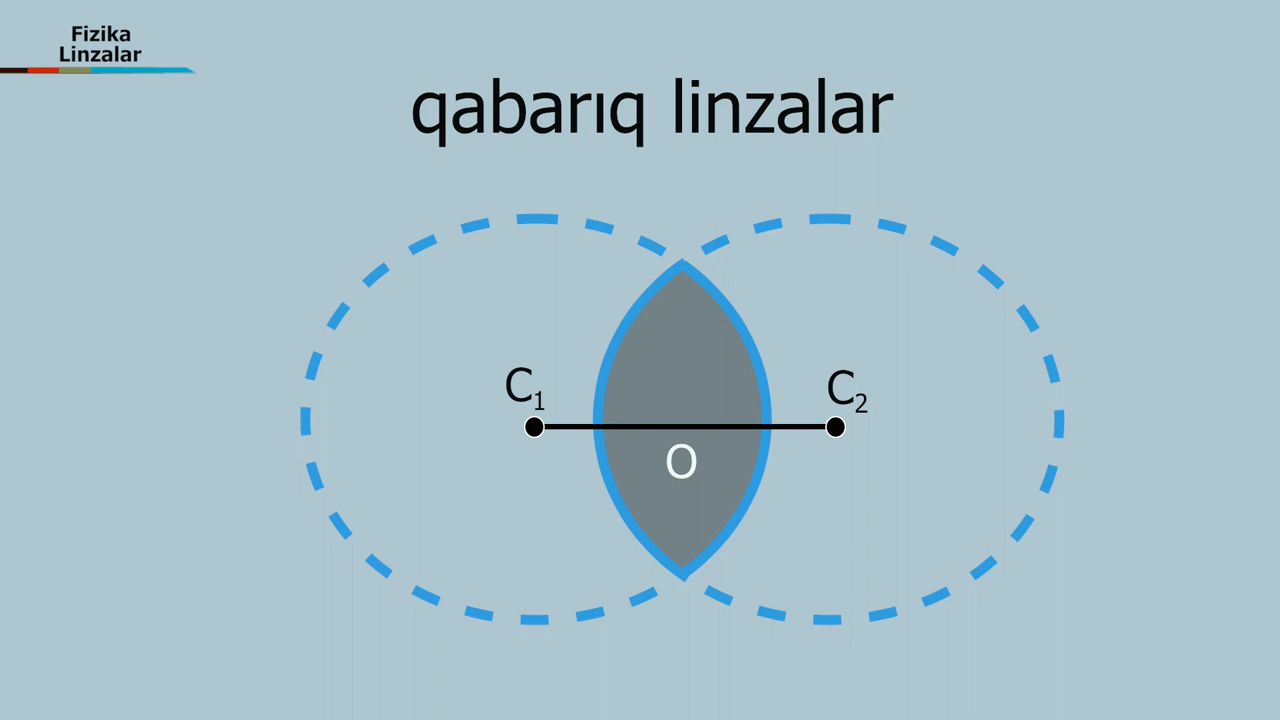 Fizika
Linzalar
qabarıq linzalar
C₁
C₂
O